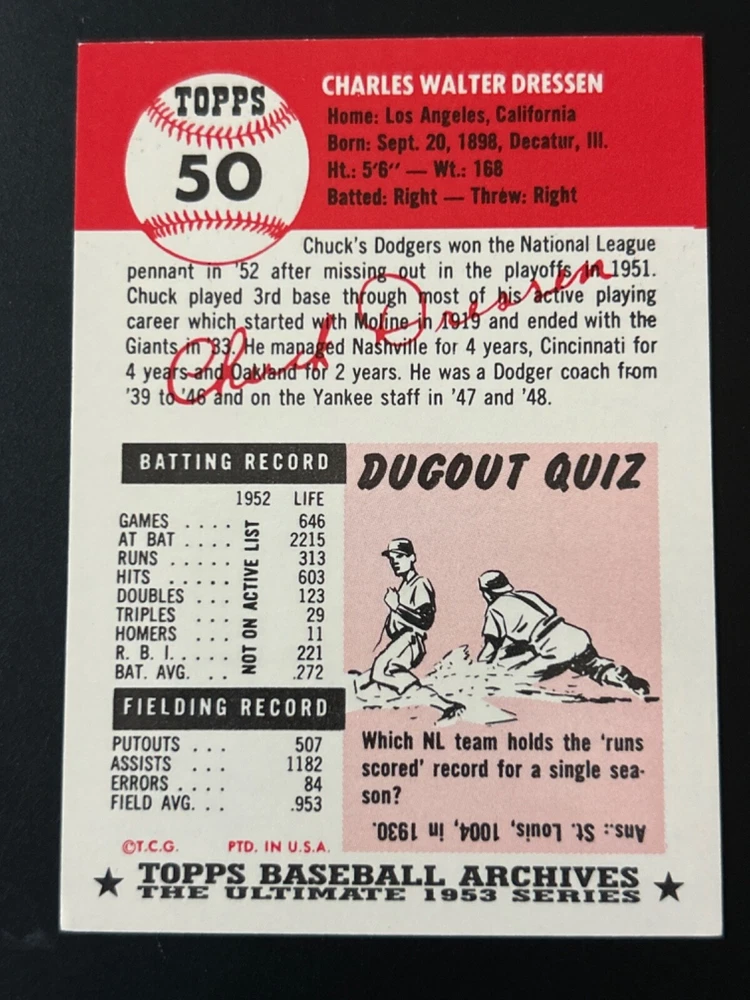 TOPPS
50
CHARLES WALTER DRESSEN
Home: Los Angeles, California
Born: Sept. 20, 1898, Decatur, Ill.
Ht.: 5'6" — Wt.: 168
Batted: Right — Threw: Right
Chuck's Dodgers won the National League
pennant in '52 after missing out in the playoffs in 1951.
Chuck played 3rd base through most of his active playing
career which started with Moline in 1919 and ended with the
Giants in '33. He managed Nashville for 4 years, Cincinnati for
4 years and Oakland for 2 years. He was a Dodger coach from
'39 to '46 and on the Yankee staff in '47 and '48.
Chuck Dressen
BATTING RECORD
1952 LIFE
GAMES .... 646
AT BAT .... 2215
RUNS .... 313
HITS ..... 603
DOUBLES ... 123
TRIPLES ... 29
HOMERS ... 11
R. B. I. .... 221
BAT. AVG. ... .272
NOT ON ACTIVE LIST
FIELDING RECORD
PUTOUTS ... 507
ASSISTS ... 1182
ERRORS .... 84
FIELD AVG. .. .953
DUGOUT QUIZ
Which NL team holds the 'runs
scored' record for a single sea-
son?
Ans.: St. Louis, 1004, in 1930.
©T.C.G. PTD. IN U.S.A.
TOPPS BASEBALL ARCHIVES
THE ULTIMATE 1953 SERIES